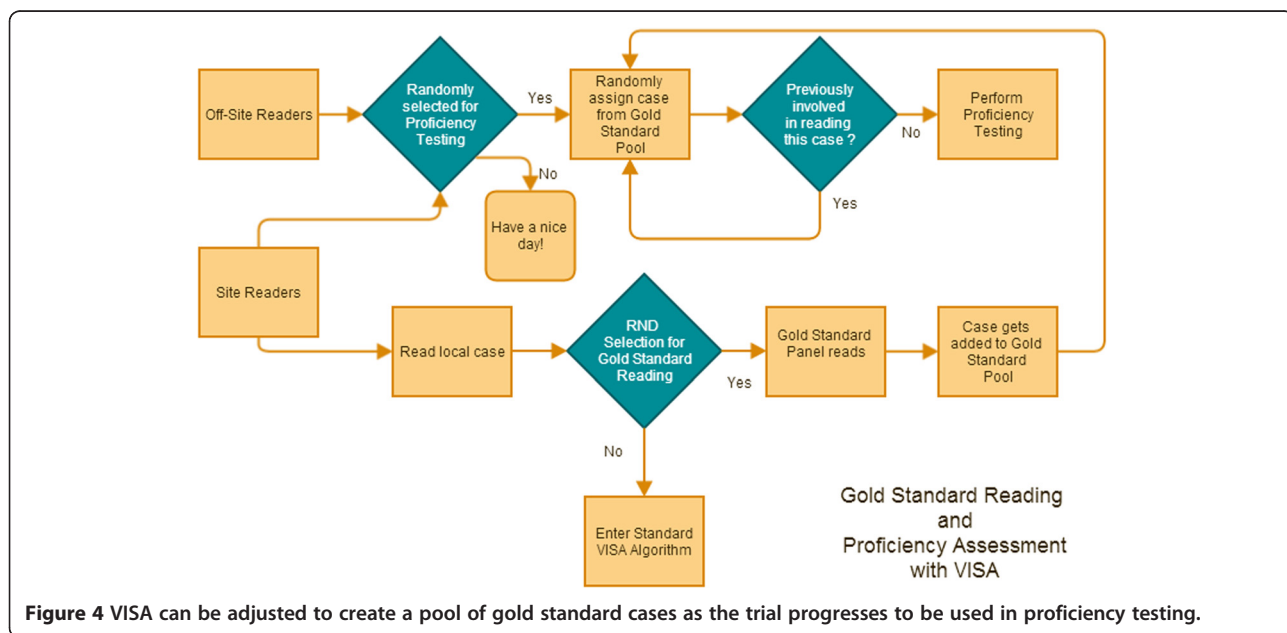 Off-Site Readers
Randomly
selected for
Proficiency
Testing
Yes
Randomly
assign case
from Gold
Standard
Pool
Previously
involved
in reading
this case ?
No
Perform
Proficiency
Testing
No
Yes
Have a nice
day!
Site Readers
Read local case
RND
Selection for
Gold Standard
Reading
Yes
Gold Standard
Panel reads
Case gets
added to Gold
Standard
Pool
No
Enter Standard
VISA Algorithm
Gold Standard Reading
and
Proficiency Assessment
with VISA
Figure 4 VISA can be adjusted to create a pool of gold standard cases as the trial progresses to be used in proficiency testing.